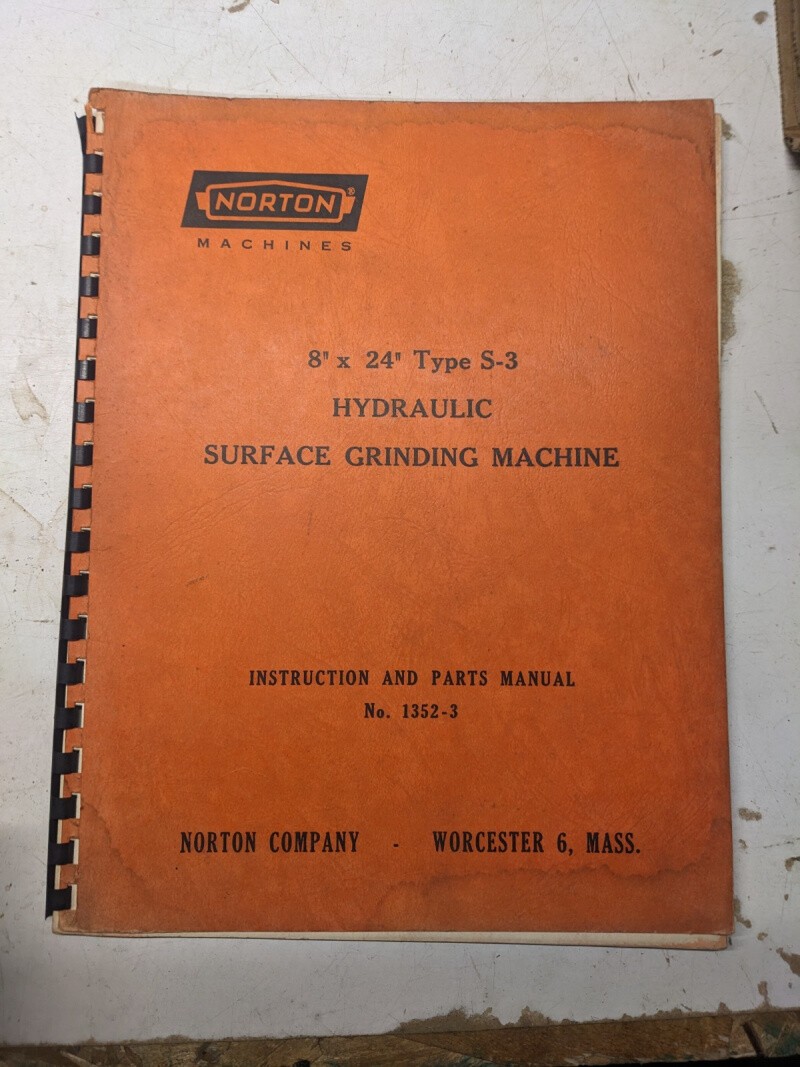 NORTON®
MACHINES
8" x 24" Type S-3
HYDRAULIC
SURFACE GRINDING MACHINE
INSTRUCTION AND PARTS MANUAL
No. 1352-3
NORTON COMPANY - WORCESTER 6, MASS.